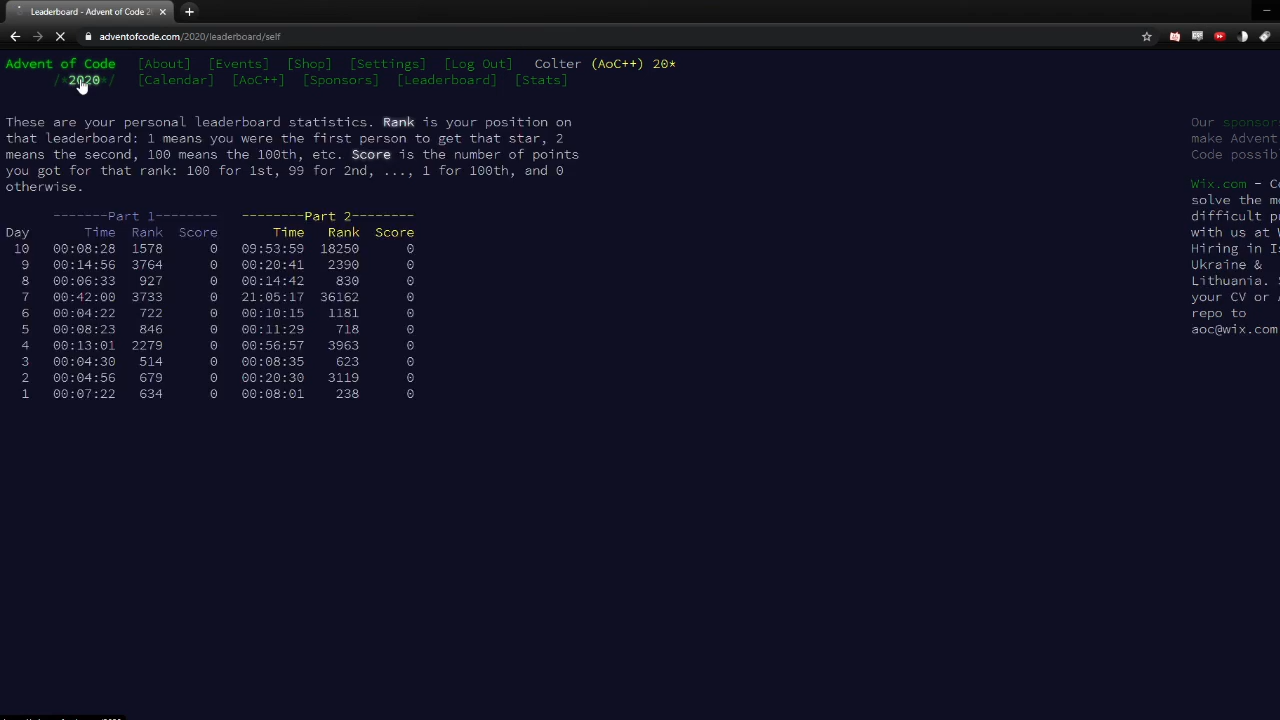 Leaderboard - Advent of Code 2
adventofcode.com/2020/leaderboard/self
Advent of Code [About] [Events] [Shop] [Settings] [Log Out] Colter (AoC++) 20*
/*2020*/ [Calendar] [AoC++] [Sponsors] [Leaderboard] [Stats]
These are your personal leaderboard statistics. Rank is your position on
that leaderboard: 1 means you were the first person to get that star, 2
means the second, 100 means the 100th, etc. Score is the number of points
you got for that rank: 100 for 1st, 99 for 2nd, ..., 1 for 100th, and 0
otherwise.
-------Part 1-------- --------Part 2--------
Day Time Rank Score Time Rank Score
10 00:08:28 1578 0 09:53:59 18250 0
9 00:14:56 3764 0 00:20:41 2390 0
8 00:06:33 927 0 00:14:42 830 0
7 00:42:00 3733 0 21:05:17 36162 0
6 00:04:22 722 0 00:10:15 1181 0
5 00:08:23 846 0 00:11:29 718 0
4 00:13:01 2279 0 00:56:57 3963 0
3 00:04:30 514 0 00:08:35 623 0
2 00:04:56 679 0 00:20:30 3119 0
1 00:07:22 634 0 00:08:01 238 0
Our sponsors
make Advent
Code possib
Wix.com - Co
solve the mo
difficult pr
with us at W
Hiring in Is
Ukraine &
Lithuania. S
your CV or A
repo to
aoc@wix.com